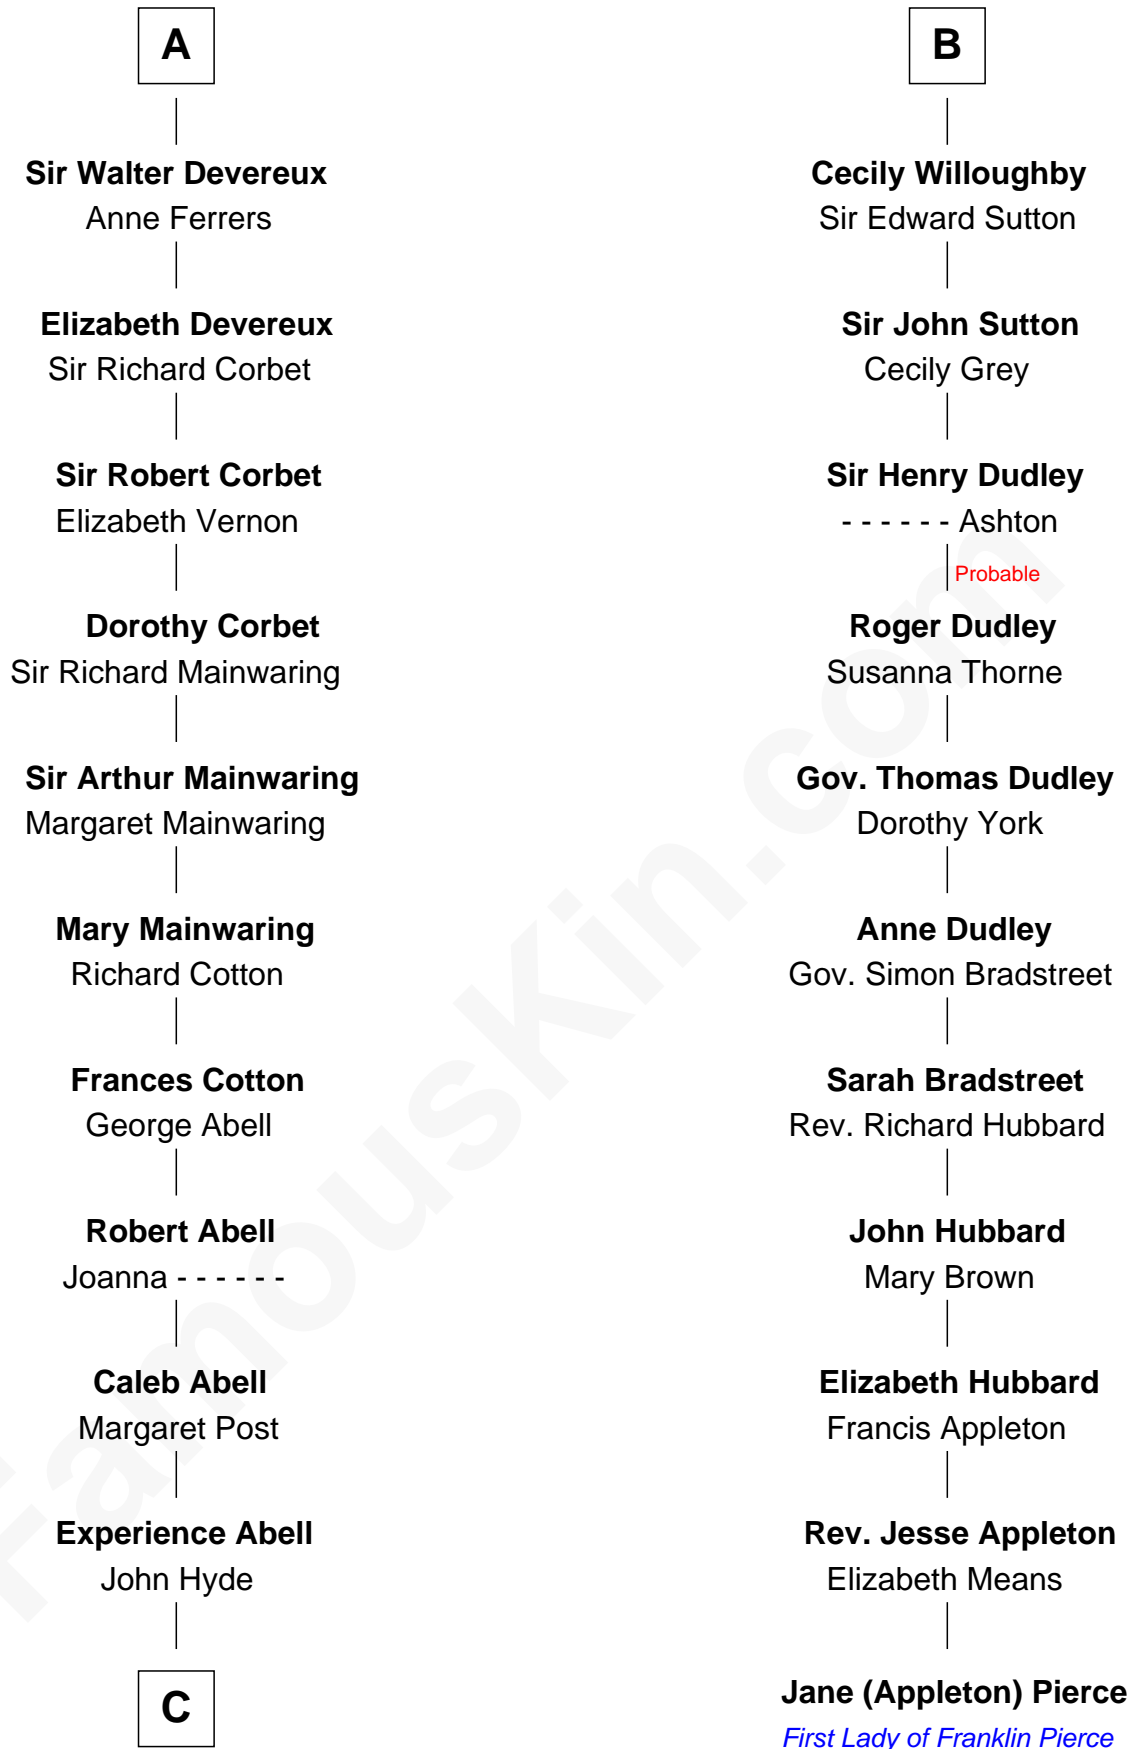 A
Sir Walter Devereux
Anne Ferrers
Elizabeth Devereux
Sir Richard Corbet
Sir Robert Corbet
Elizabeth Vernon
Dorothy Corbet
Sir Richard Mainwaring
Sir Arthur Mainwaring
Margaret Mainwaring
Mary Mainwaring
Richard Cotton
Frances Cotton
George Abell
Robert Abell
Joanna - - - - - -
Caleb Abell
Margaret Post
Experience Abell
John Hyde
C
B
Cecily Willoughby
Sir Edward Sutton
Sir John Sutton
Cecily Grey
Sir Henry Dudley
- - - - - - Ashton
Probable
Roger Dudley
Susanna Thorne
Gov. Thomas Dudley
Dorothy York
Anne Dudley
Gov. Simon Bradstreet
Sarah Bradstreet
Rev. Richard Hubbard
John Hubbard
Mary Brown
Elizabeth Hubbard
Francis Appleton
Rev. Jesse Appleton
Elizabeth Means
Jane (Appleton) Pierce
First Lady of Franklin Pierce
FamousKin.com